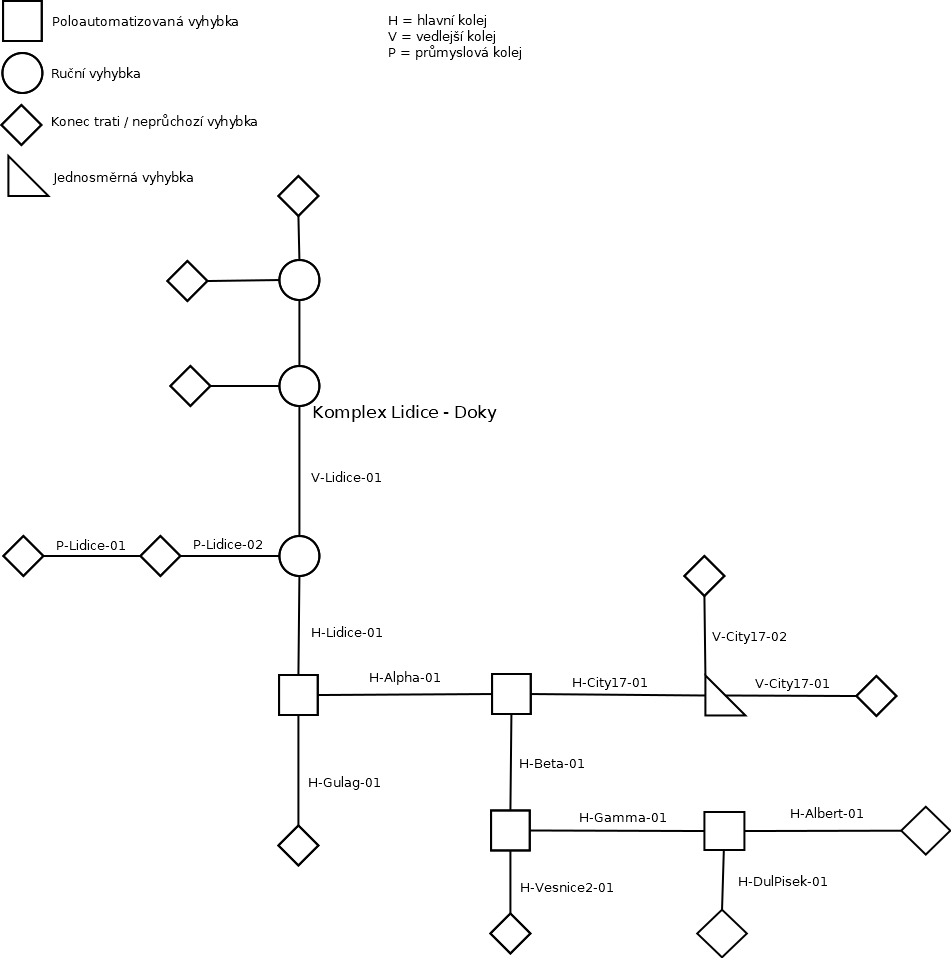 Poloautomatizovaná vyhybka
H = hlavní kolej
V = vedlejší kolej
P = průmyslová kolej
Ruční vyhybka
Konec trati / neprůchozí vyhybka
Jednosměrná vyhybka
Komplex Lidice - Doky
V-Lidice-01
P-Lidice-01
P-Lidice-02
H-Lidice-01
V-City17-02
H-Alpha-01
H-City17-01
V-City17-01
H-Beta-01
H-Gulag-01
H-Gamma-01
H-Albert-01
H-Vesnice2-01
H-DulPisek-01